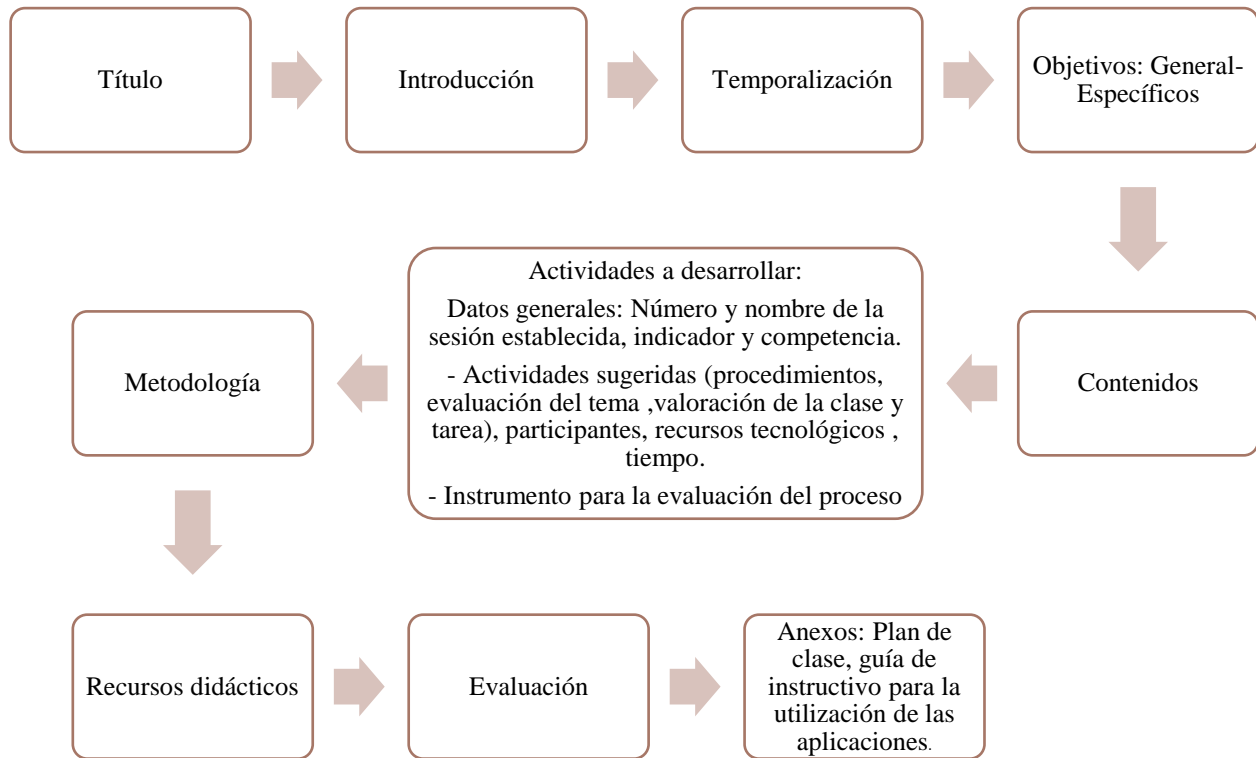 Título
Introducción
Temporalización
Objetivos: General-
Específicos
Contenidos
Actividades a desarrollar:
Datos generales: Número y nombre de la
sesión establecida, indicador y competencia.
- Actividades sugeridas (procedimientos,
evaluación del tema ,valoración de la clase y
tarea), participantes, recursos tecnológicos ,
tiempo.
- Instrumento para la evaluación del proceso
Metodología
Recursos didácticos
Evaluación
Anexos: Plan de
clase, guía de
instructivo para la
utilización de las
aplicaciones.